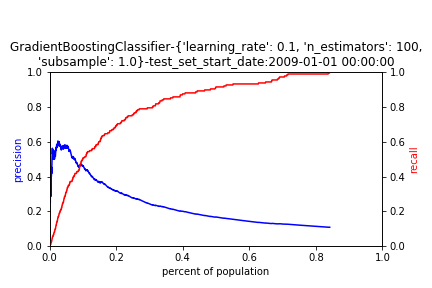 GradientBoostingClassifier-{'learning_rate': 0.1, 'n_estimators': 100,
'subsample': 1.0}-test_set_start_date:2009-01-01 00:00:00
1.0 1.0
0.8 0.8
0.6 0.6
precision recall
0.4 0.4
0.2 0.2
0.0 0.0
0.0 0.2 0.4 0.6 0.8 1.0
percent of population